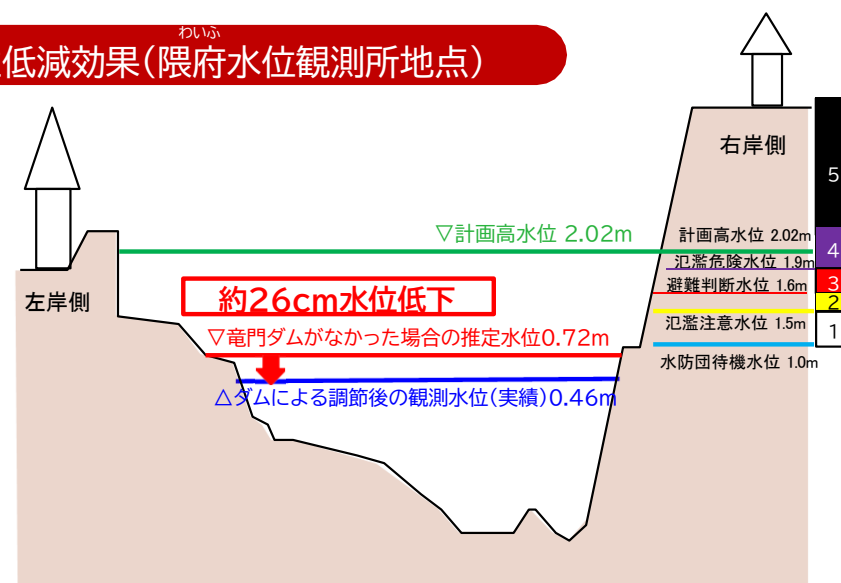 わいふ
低減効果(隈府水位観測所地点)
右岸側
5
▽計画高水位 2.02m
計画高水位 2.02m
4
氾濫危険水位 1.9m
左岸側
約26cm水位低下
避難判断水位 1.6m
3
2
▽竜門ダムがなかった場合の推定水位0.72m
氾濫注意水位 1.5m
1
水防団待機水位 1.0m
△ダムによる調節後の観測水位(実績)0.46m